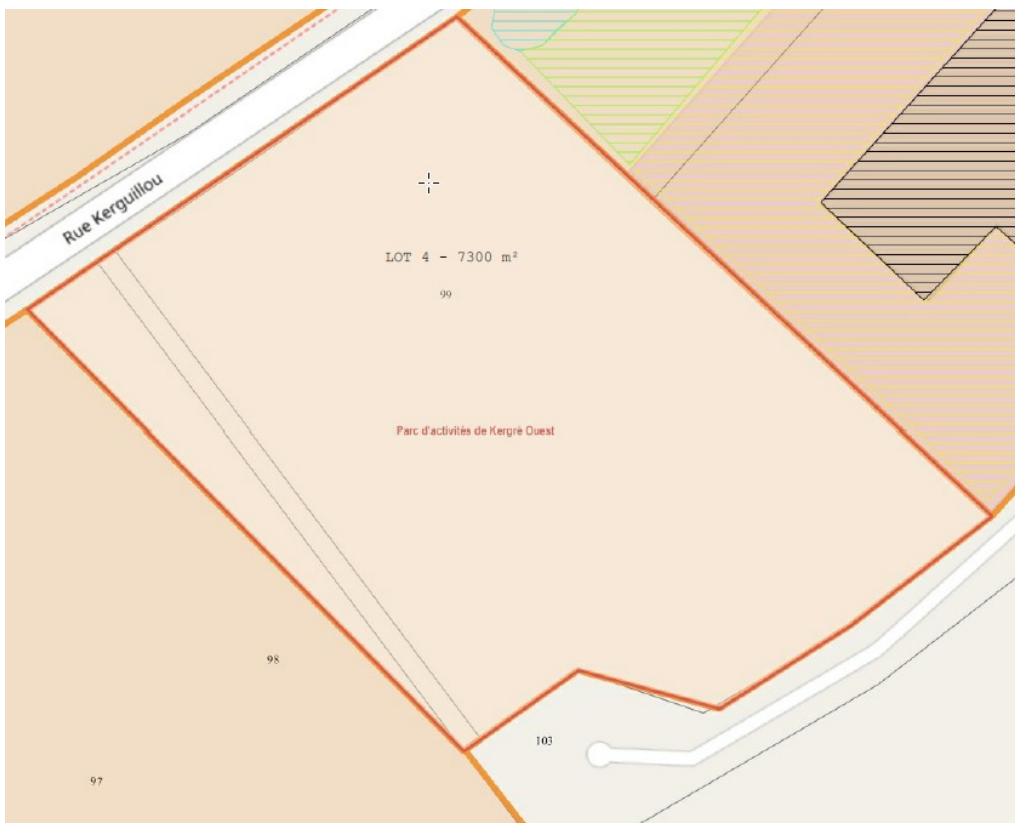 Rue Kerguillou
LOT 4 - 7300 m²
99
Parc d'activités de Kergré Ouest
98
103
97